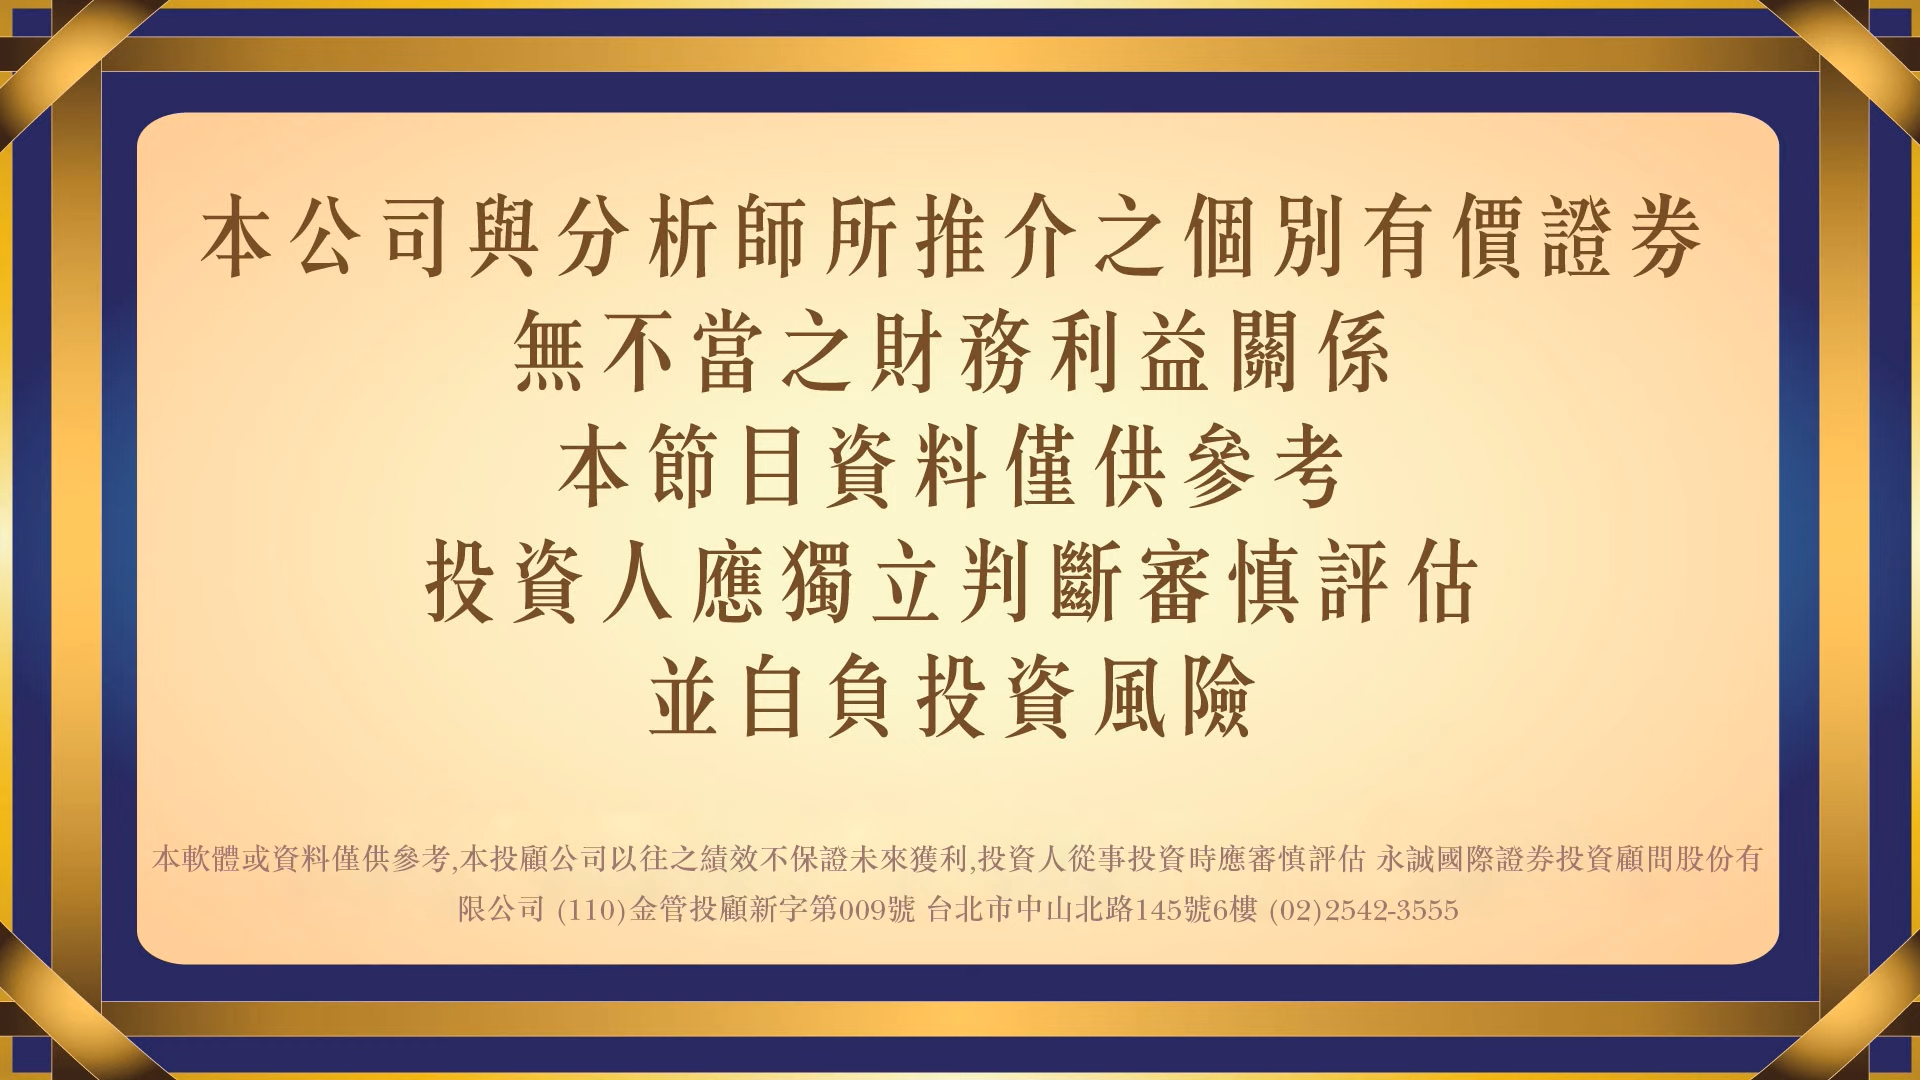 本公司與分析師所推介之個別有價證券
無不當之財務利益關係
本節目資料僅供參考
投資人應獨立判斷審慎評估
並自負投資風險
本軟體或資料僅供參考,本投顧公司以往之績效不保證未來獲利,投資人從事投資時應審慎評估 永誠國際證券投資顧問股份有
限公司 (110)金管投顧新字第009號 台北市中山北路145號6樓 (02)2542-3555